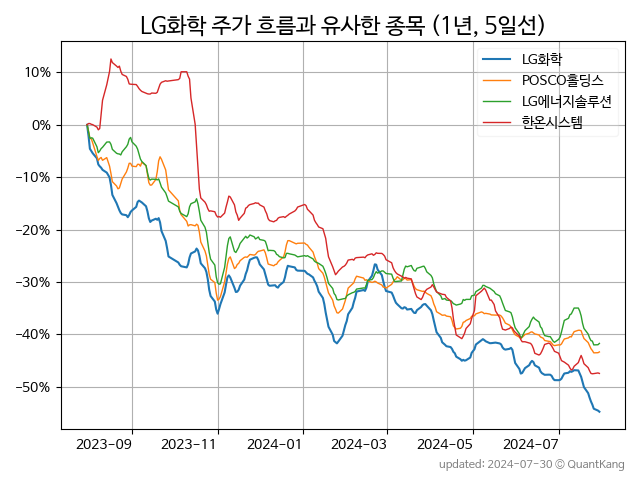 LG화학 주가 흐름과 유사한 종목 (1년, 5일선)
LG화학
POSCO홀딩스
LG에너지솔루션
한온시스템
10%
0%
−10%
−20%
−30%
−40%
−50%
2023-09 2023-11 2024-01 2024-03 2024-05 2024-07
updated: 2024-07-30 © QuantKang